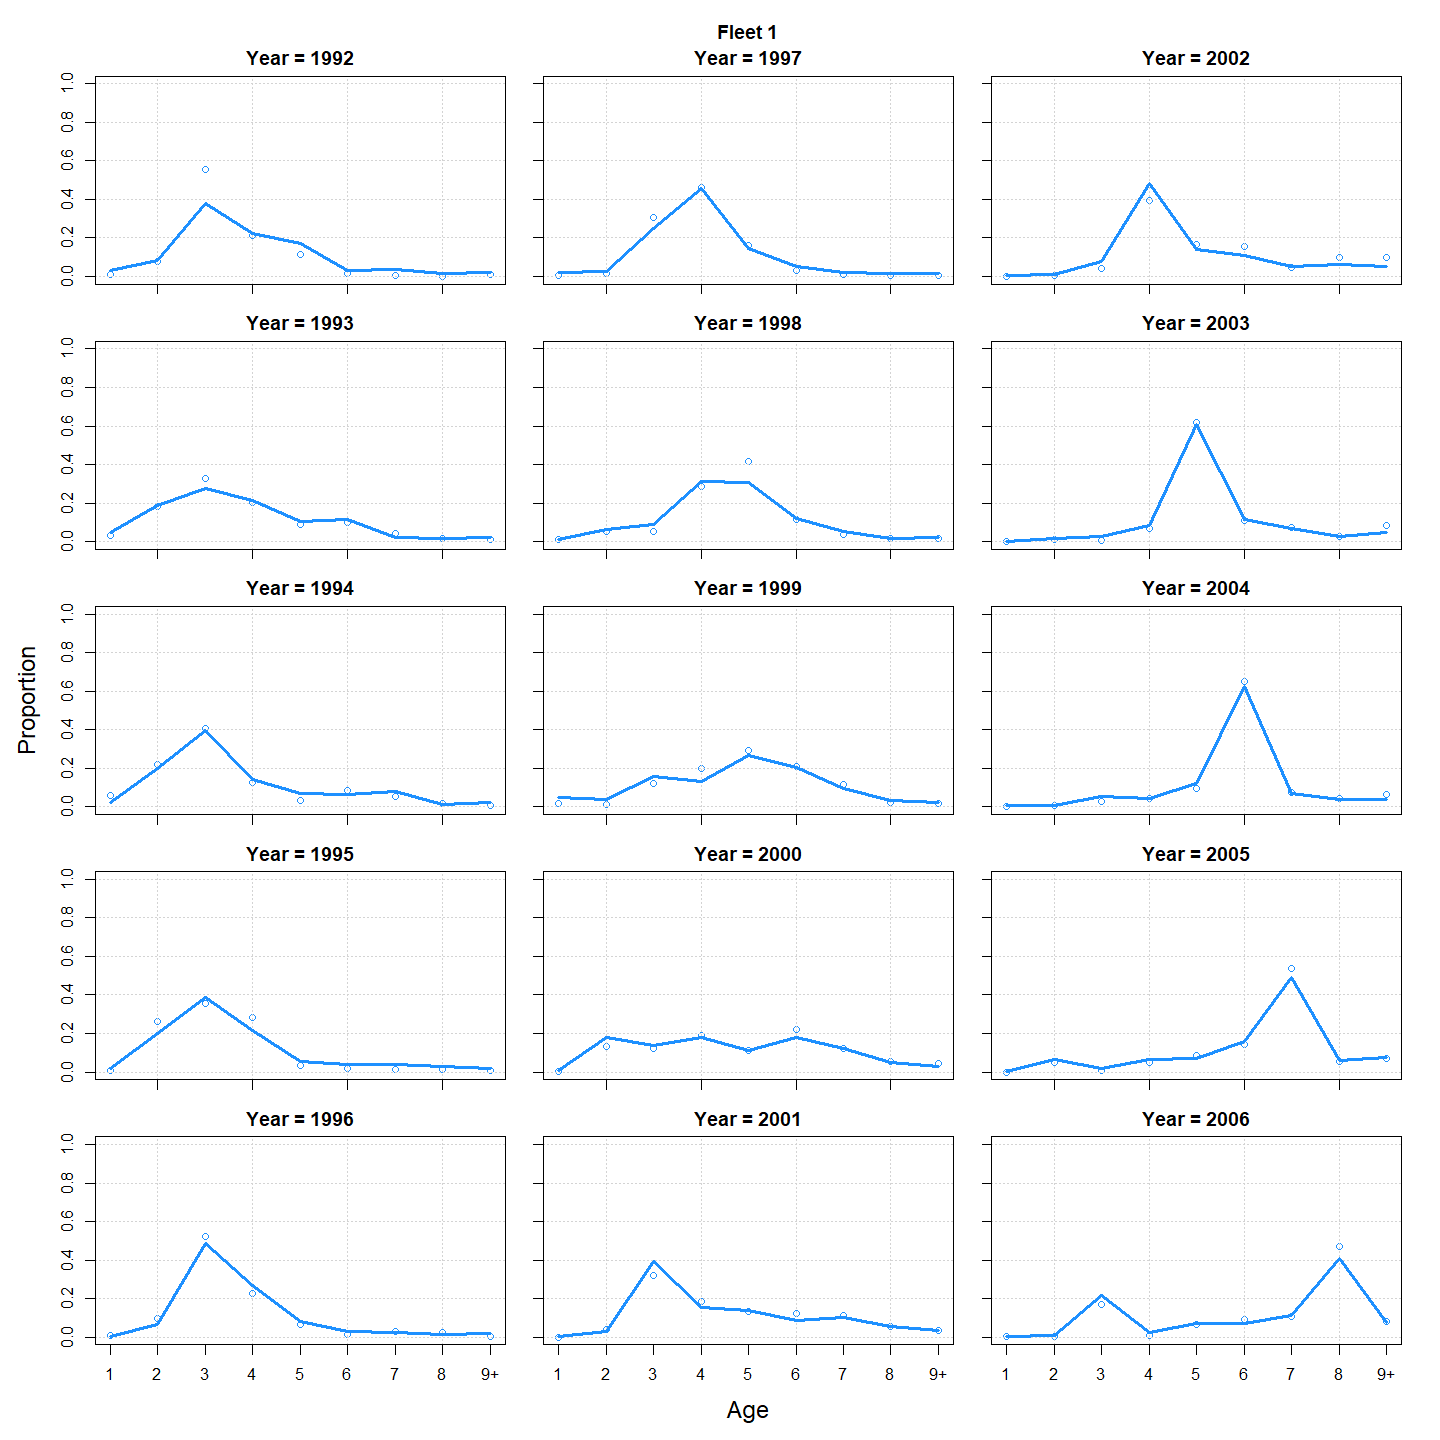 Fleet 1
Year = 1992
Year = 1997
Year = 2002
0.0 0.2 0.4 0.6 0.8 1.0
Year = 1993
Year = 1998
Year = 2003
0.0 0.2 0.4 0.6 0.8 1.0
Year = 1994
Year = 1999
Year = 2004
0.0 0.2 0.4 0.6 0.8 1.0
Proportion
Year = 1995
Year = 2000
Year = 2005
0.0 0.2 0.4 0.6 0.8 1.0
Year = 1996
Year = 2001
Year = 2006
0.0 0.2 0.4 0.6 0.8 1.0
1 2 3 4 5 6 7 8 9+
1 2 3 4 5 6 7 8 9+
1 2 3 4 5 6 7 8 9+
Age